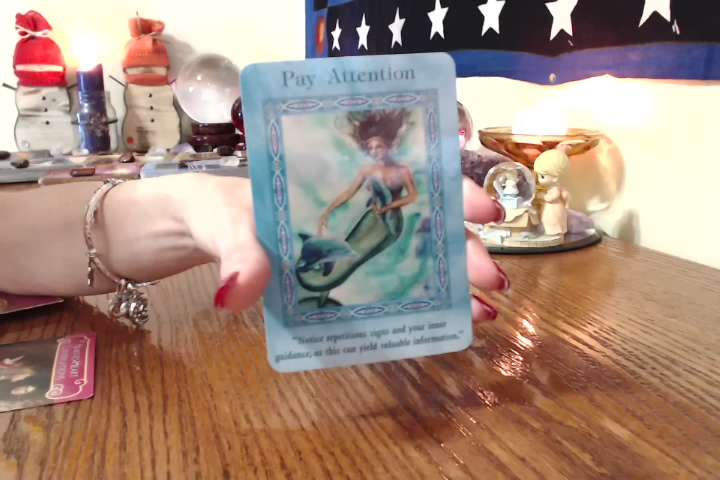 Pay Attention
"Notice repetitious signs and your inner
guidance, as this can yield valuable information."